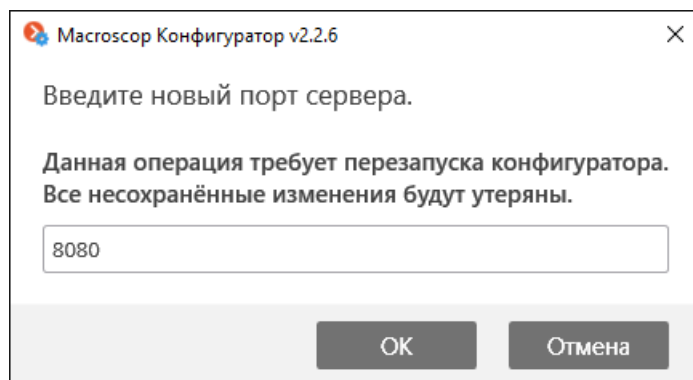 Macroscop Конфигуратор v2.2.6
Введите новый порт сервера.
Данная операция требует перезапуска конфигуратора.
Все несохранённые изменения будут утеряны.
8080
OK
Отмена